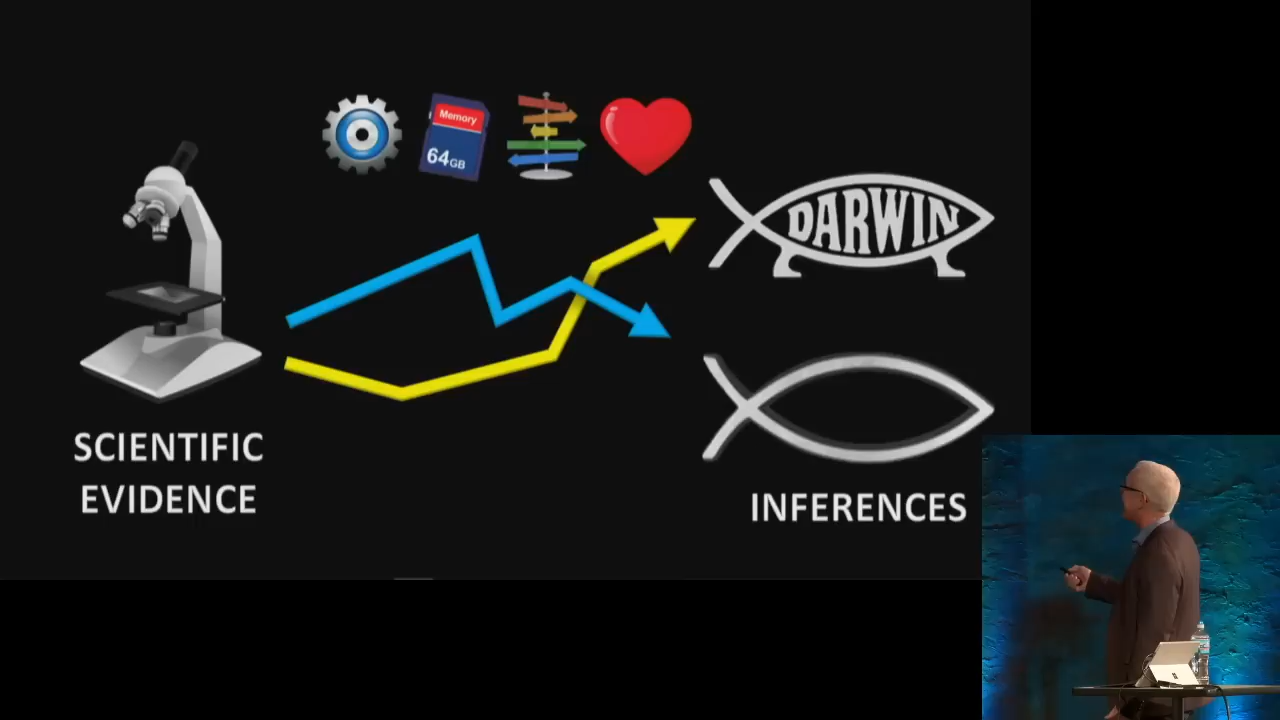 Memory
64GB
DARWIN
SCIENTIFIC
EVIDENCE
INFERENCES